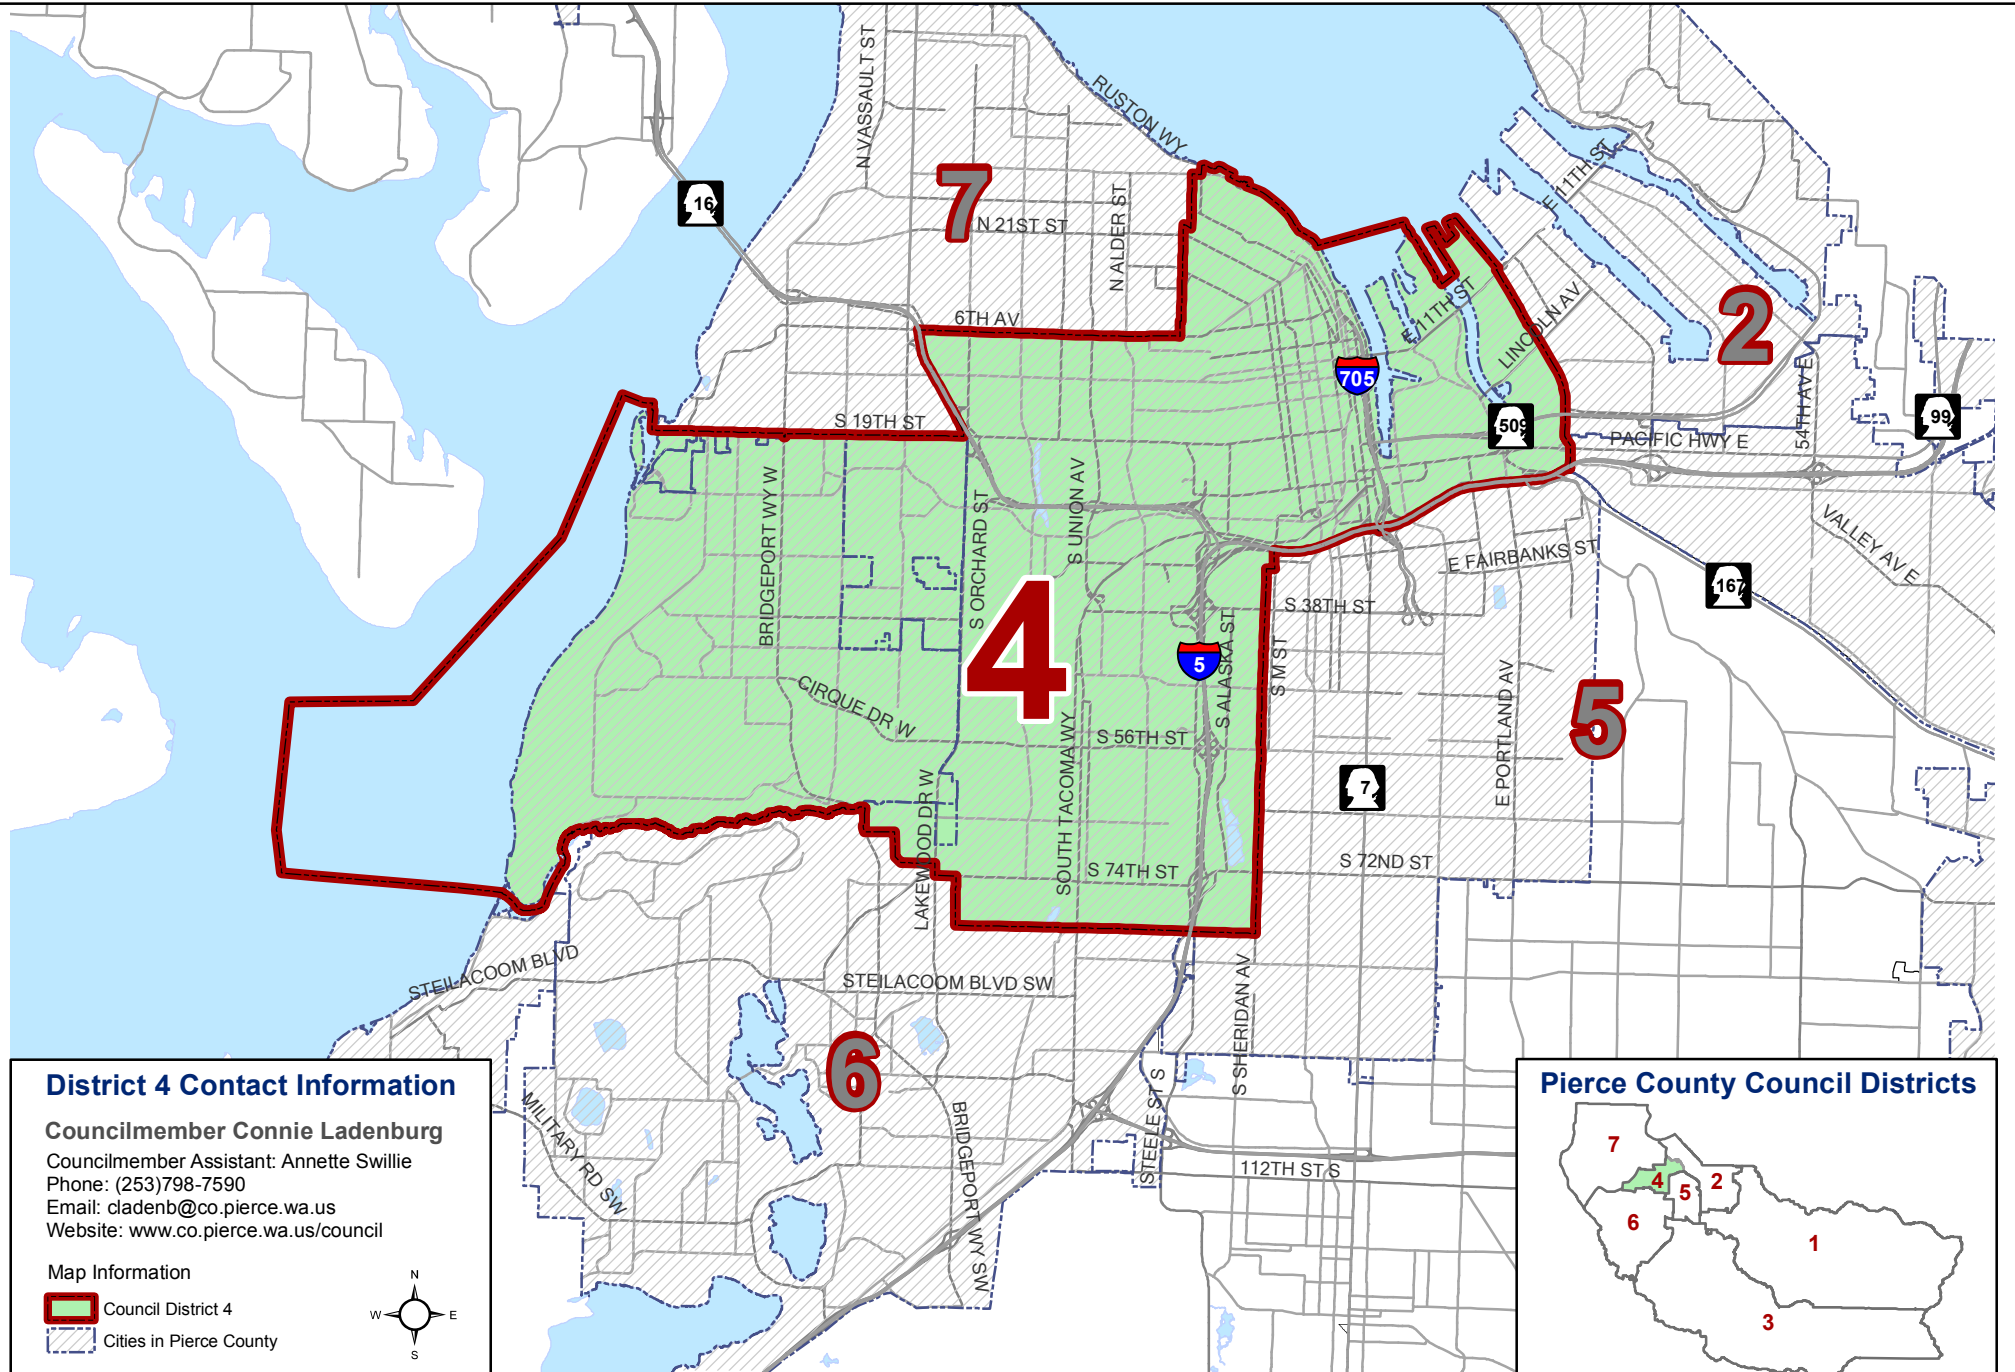 N VASSAULT ST
RUSTON WY
16
7
N 21ST ST
N ALDER ST
E 11TH ST
6TH AV
E 11TH ST
LINCOLN AV
2
705
S 19TH ST
509
99
PACIFIC HWY E
54TH AV E
BRIDGEPORT WY W
S ORCHARD ST
S UNION AV
VALLEY AV E
E FAIRBANKS ST
167
4
S 38TH ST
5
S ALASKA ST
S M ST
CIRQUE DR W
S 56TH ST
E PORTLAND AV
5
7
LAKEWOOD DR W
SOUTH TACOMA WY
S 74TH ST
S 72ND ST
STEILACOOM BLVD
STEILACOOM BLVD SW
S SHERIDAN AV
6
MILITARY RD SW
BRIDGEPORT WY SW
STEELE ST S
112TH ST S
District 4 Contact Information
Councilmember Connie Ladenburg
Councilmember Assistant: Annette Swillie
Phone: (253)798-7590
Email: cladenb@co.pierce.wa.us
Website: www.co.pierce.wa.us/council
Map Information
Council District 4
Cities in Pierce County
N
W E
S
Pierce County Council Districts
7
4
5
2
6
1
3